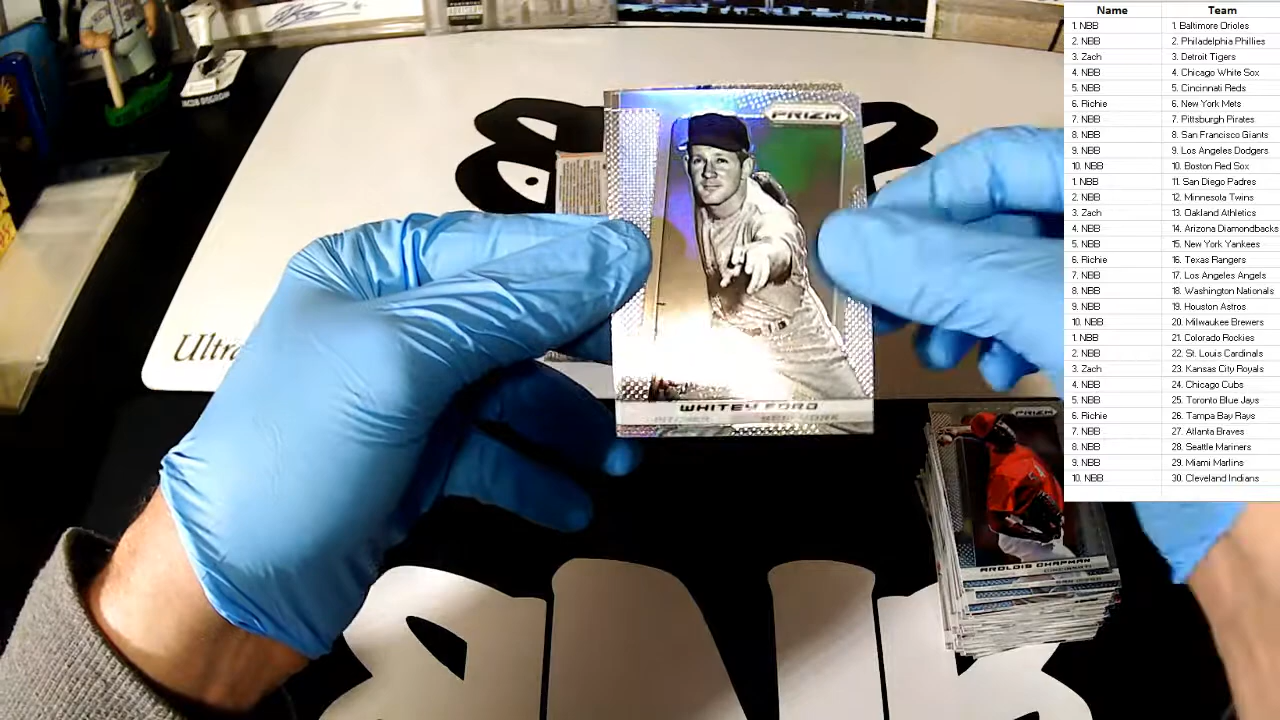 PRIZM
WHITEY FORD
PITCHER NEW YORK
Ultra
PRIZM
AROLDIS CHAPMAN
CINCINNATI
JACOB DEGROM
Name Team
1. NBB 1. Baltimore Orioles
2. NBB 2. Philadelphia Phillies
3. Zach 3. Detroit Tigers
4. NBB 4. Chicago White Sox
5. NBB 5. Cincinnati Reds
6. Richie 6. New York Mets
7. NBB 7. Pittsburgh Pirates
8. NBB 8. San Francisco Giants
9. NBB 9. Los Angeles Dodgers
10. NBB 10. Boston Red Sox
1. NBB 11. San Diego Padres
2. NBB 12. Minnesota Twins
3. Zach 13. Oakland Athletics
4. NBB 14. Arizona Diamondbacks
5. NBB 15. New York Yankees
6. Richie 16. Texas Rangers
7. NBB 17. Los Angeles Angels
8. NBB 18. Washington Nationals
9. NBB 19. Houston Astros
10. NBB 20. Milwaukee Brewers
1. NBB 21. Colorado Rockies
2. NBB 22. St. Louis Cardinals
3. Zach 23. Kansas City Royals
4. NBB 24. Chicago Cubs
5. NBB 25. Toronto Blue Jays
6. Richie 26. Tampa Bay Rays
7. NBB 27. Atlanta Braves
8. NBB 28. Seattle Mariners
9. NBB 29. Miami Marlins
10. NBB 30. Cleveland Indians